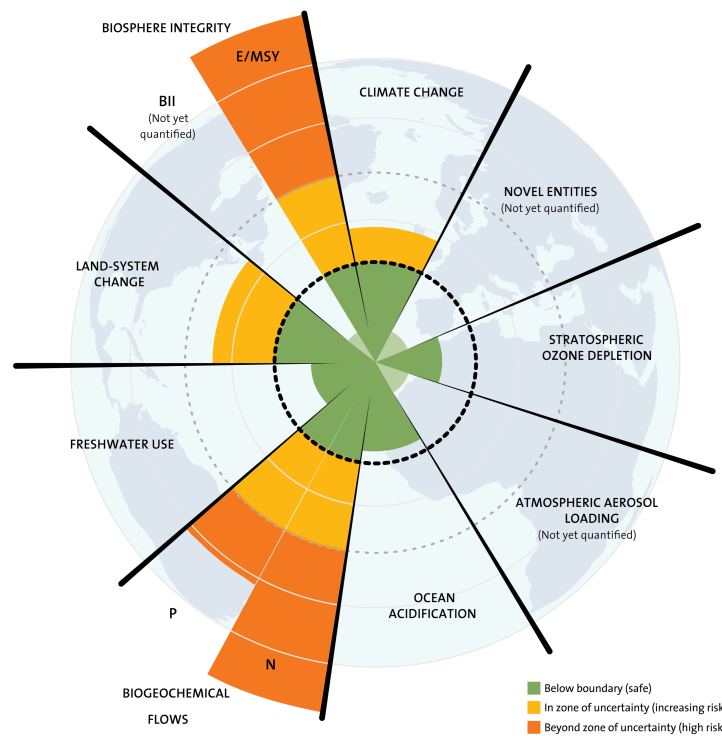 BIOSPHERE INTEGRITY
E/MSY
BII
(Not yet
quantified)
CLIMATE CHANGE
NOVEL ENTITIES
(Not yet quantified)
LAND-SYSTEM
CHANGE
STRATOSPHERIC
OZONE DEPLETION
FRESHWATER USE
ATMOSPHERIC AEROSOL
LOADING
(Not yet quantified)
OCEAN
ACIDIFICATION
P
N
BIOGEOCHEMICAL
FLOWS
Below boundary (safe)
In zone of uncertainty (increasing risk
Beyond zone of uncertainty (high risk